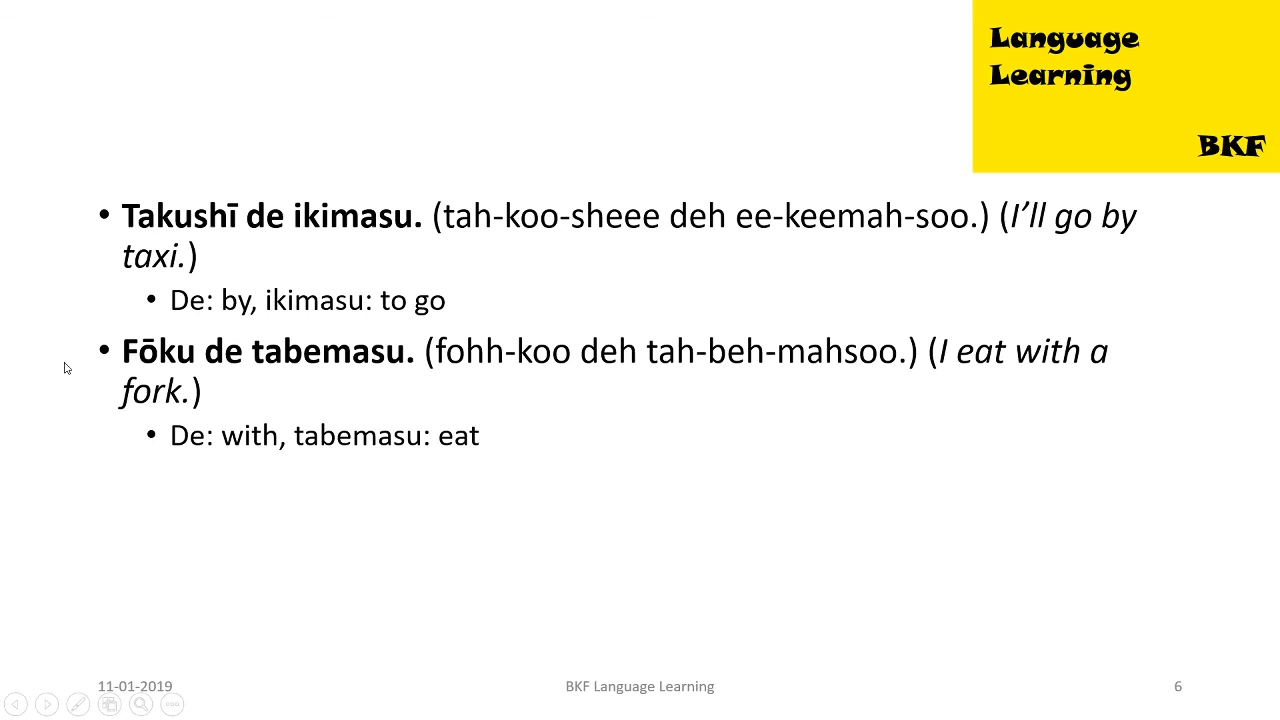 Language
Learning
BKF
• Takushī de ikimasu. (tah-koo-sheee deh ee-keemah-soo.) (I’ll go by
taxi.)
• De: by, ikimasu: to go
• Fōku de tabemasu. (fohh-koo deh tah-beh-mahsoo.) (I eat with a
fork.)
• De: with, tabemasu: eat
11-01-2019 BKF Language Learning 6